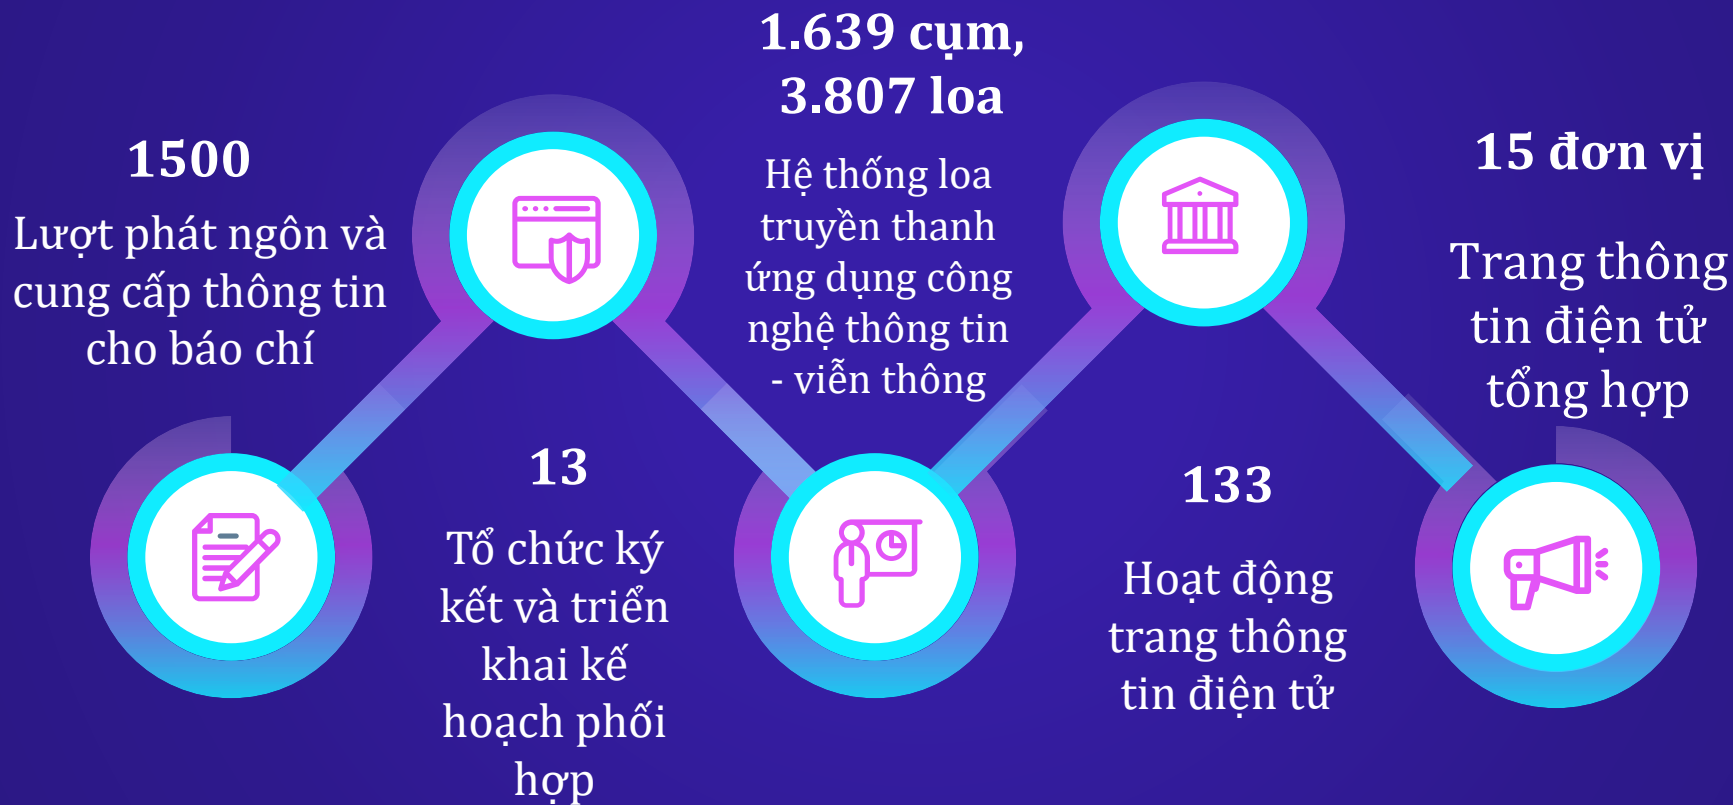 1500
Lượt phát ngôn và
cung cấp thông tin
cho báo chí
13
Tổ chức ký
kết và triển
khai kế
hoạch phối
hợp
1.639 cụm,
3.807 loa
Hệ thống loa
truyền thanh
ứng dụng công
nghệ thông tin
- viễn thông
133
Hoạt động
trang thông
tin điện tử
15 đơn vị
Trang thông
tin điện tử
tổng hợp